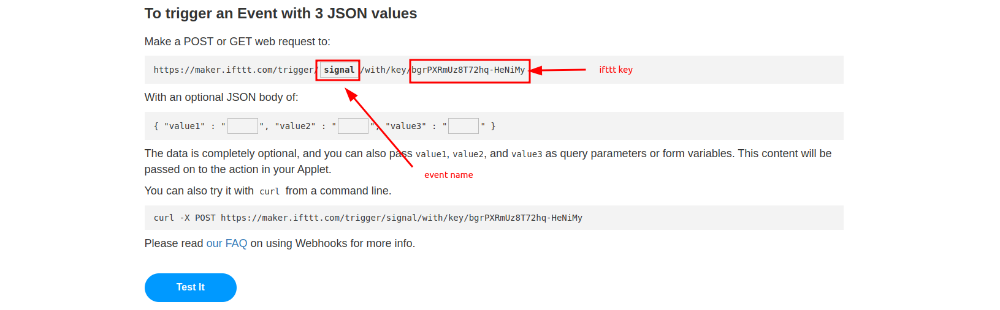 To trigger an Event with 3 JSON values
Make a POST or GET web request to:
https://maker.ifttt.com/trigger/ signal /with/key/bgrPXRmUz8T72hq-HeNiMy
ifttt key
With an optional JSON body of:
{ "value1" : " ", "value2" : " ", "value3" : " " }
The data is completely optional, and you can also pass value1, value2, and value3 as query parameters or form variables. This content will be
passed on to the action in your Applet.
event name
You can also try it with curl from a command line.
curl -X POST https://maker.ifttt.com/trigger/signal/with/key/bgrPXRmUz8T72hq-HeNiMy
Please read our FAQ on using Webhooks for more info.
Test It